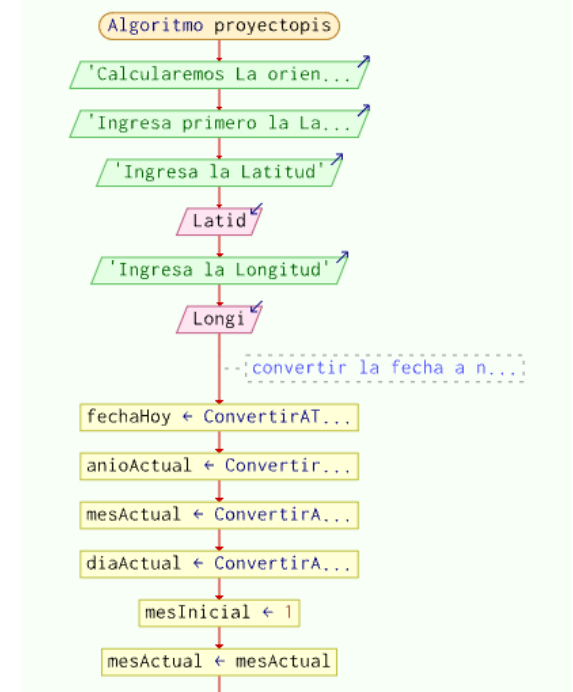 Algoritmo proyectopis
'Calcularemos La orien...
'Ingresa primero la La...
'Ingresa la Latitud'
Latid
'Ingresa la Longitud'
Longi
convertir la fecha a n...
fechaHoy ← ConvertirAT...
anioActual ← Convertir...
mesActual ← ConvertirA...
diaActual ← ConvertirA...
mesInicial ← 1
mesActual ← mesActual